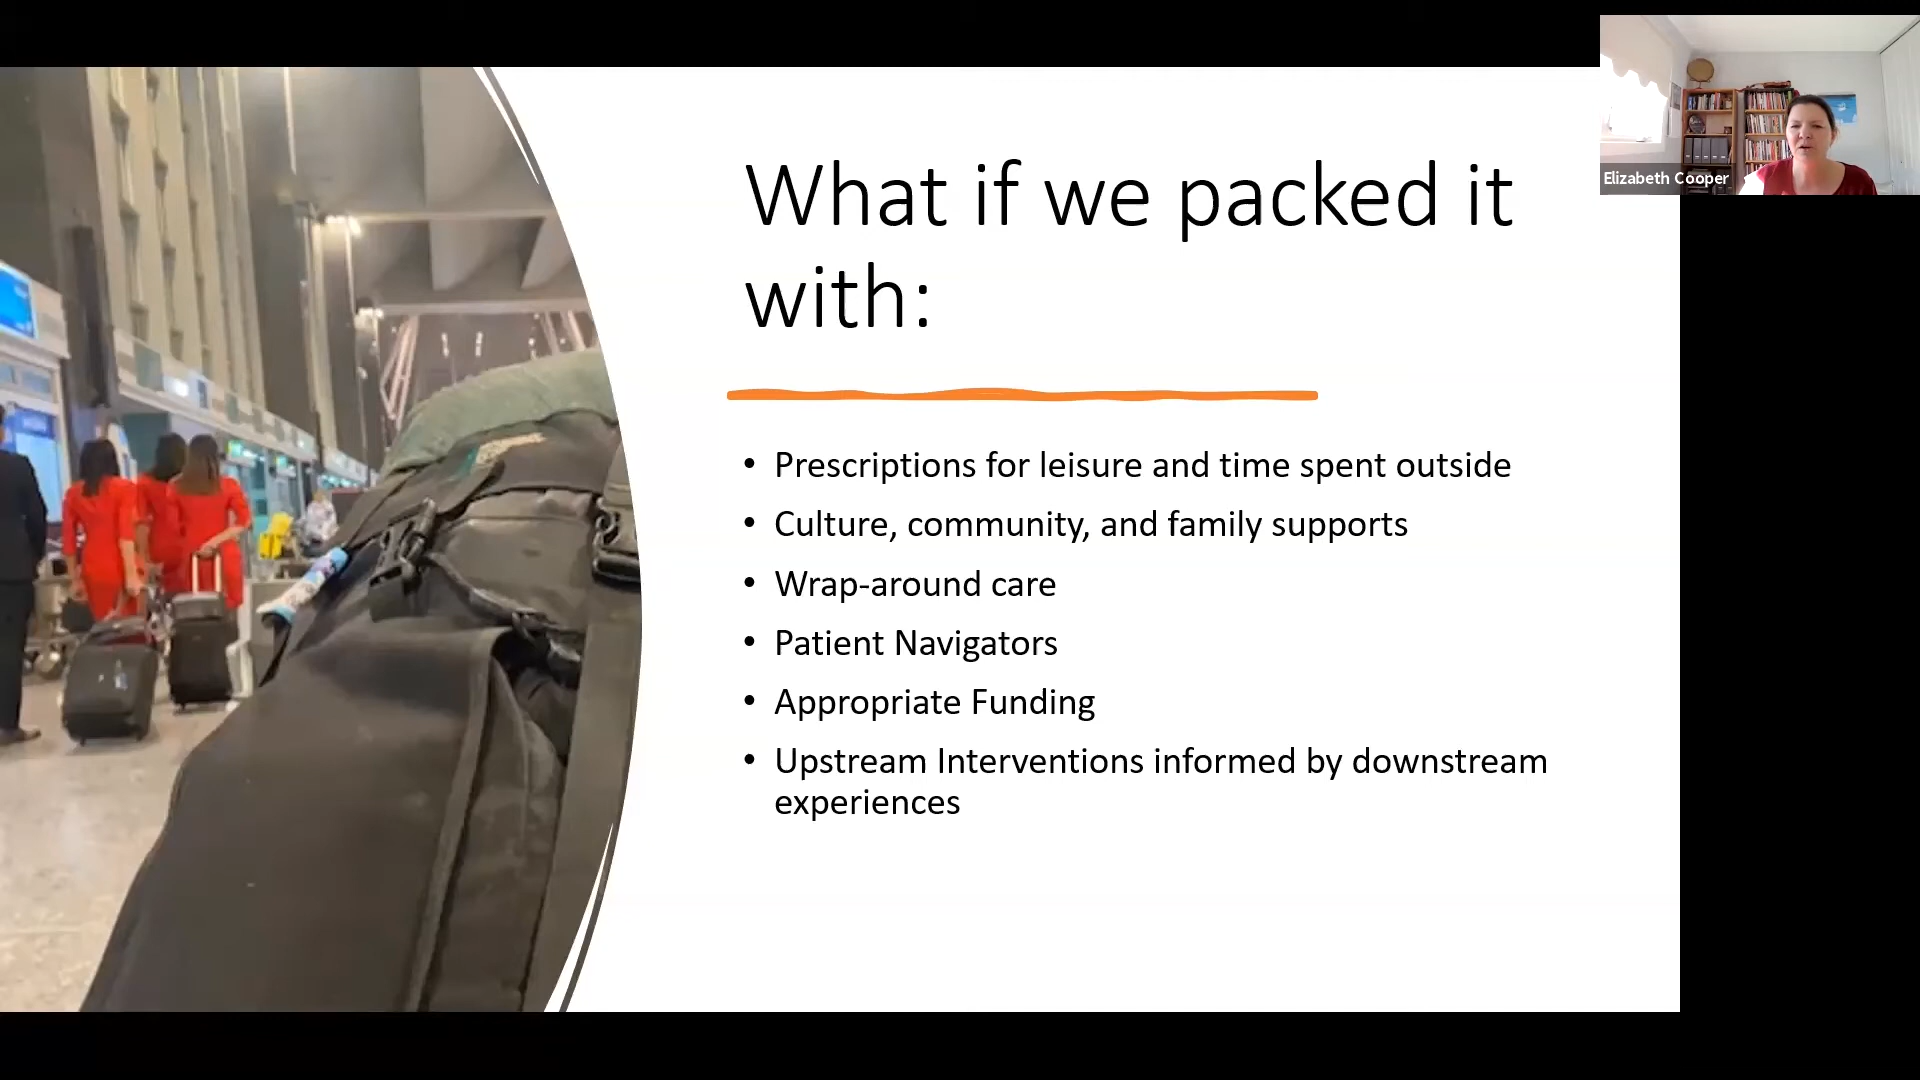 What if we packed it
with:
• Prescriptions for leisure and time spent outside
• Culture, community, and family supports
• Wrap-around care
• Patient Navigators
• Appropriate Funding
• Upstream Interventions informed by downstream
experiences
Elizabeth Cooper